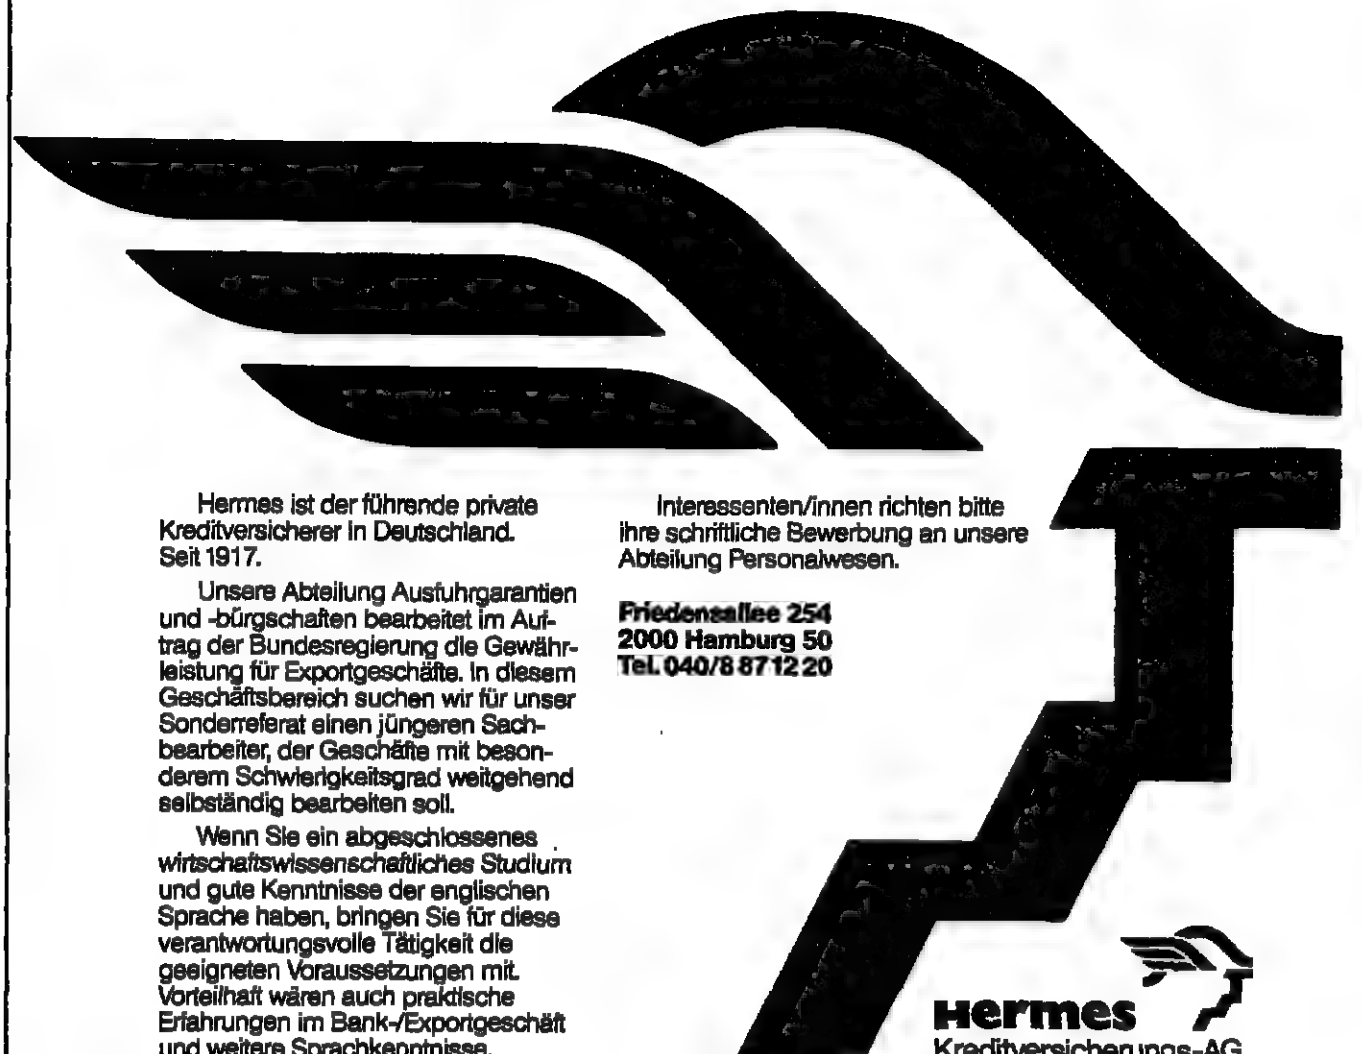 Hermes ist der führende private
Kreditversicherer in Deutschland.
Seit 1917.
Unsere Abteilung Ausfuhrgarantien
und -bürgschaften bearbeitet im Auf-
trag der Bundesregierung die Gewähr-
leistung für Exportgeschäfte. In diesem
Geschäftsbereich suchen wir für unser
Sonderreferat einen jüngeren Sach-
bearbeiter, der Geschäfte mit beson-
derem Schwierigkeitsgrad weitgehend
selbständig bearbeiten soll.
Wenn Sie ein abgeschlossenes
wirtschaftswissenschaftliches Studium
und gute Kenntnisse der englischen
Sprache haben, bringen Sie für diese
verantwortungsvolle Tätigkeit die
geeigneten Voraussetzungen mit.
Vorteilhaft wären auch praktische
Erfahrungen im Bank-/Exportgeschäft
und weitere Sprachkenntnisse.
Interessenten/innen richten bitte
ihre schriftliche Bewerbung an unsere
Abteilung Personalwesen.
Friedensallee 254
2000 Hamburg 50
Tel. 040/8 87 12 20
Hermes
Kreditversicherungs-AG